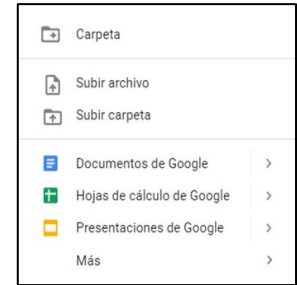 Carpeta
Subir archivo
Subir carpeta
Documentos de Google
Hojas de cálculo de Google
Presentaciones de Google
Más